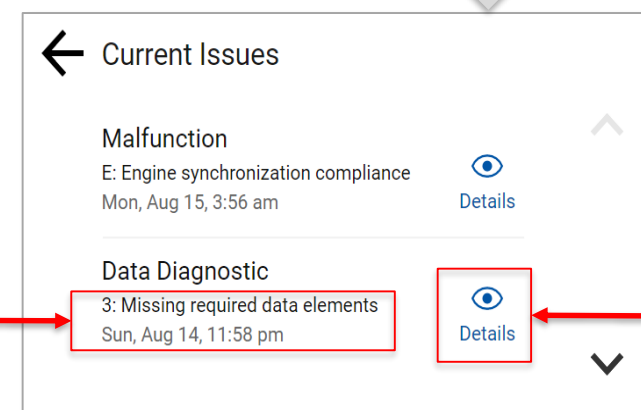 Current Issues
Malfunction
E: Engine synchronization compliance
Mon, Aug 15, 3:56 am
Details
Data Diagnostic
3: Missing required data elements
Sun, Aug 14, 11:58 pm
Details